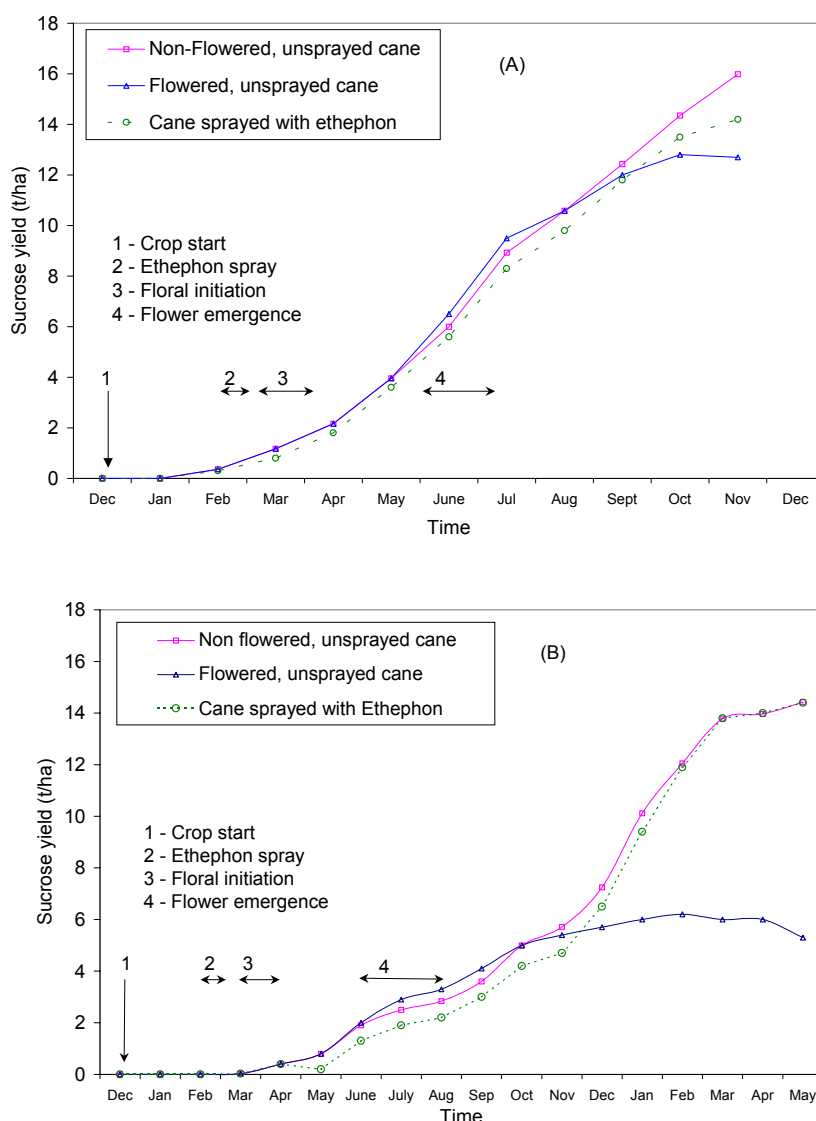 18
16
14
12
10
8
6
4
2
0
Sucrose yield (t/ha)
Non-Flowered, unsprayed cane
Flowered, unsprayed cane
Cane sprayed with ethephon
(A)
1 - Crop start
2 - Ethephon spray
3 - Floral initiation
4 - Flower emergence
1 2 3 4
Dec Jan Feb Mar Apr May June Jul Aug Sept Oct Nov Dec
Time
18
16
14
12
10
8
6
4
2
0
Sucrose yield (t/ha)
Non flowered, unsprayed cane
Flowered, unsprayed cane
Cane sprayed with Ethephon
(B)
1 - Crop start
2 - Ethephon spray
3 - Floral initiation
4 - Flower emergence
1 2 3 4
Dec Jan Feb Mar Apr May June July Aug Sep Oct Nov Dec Jan Feb Mar Apr May
Time